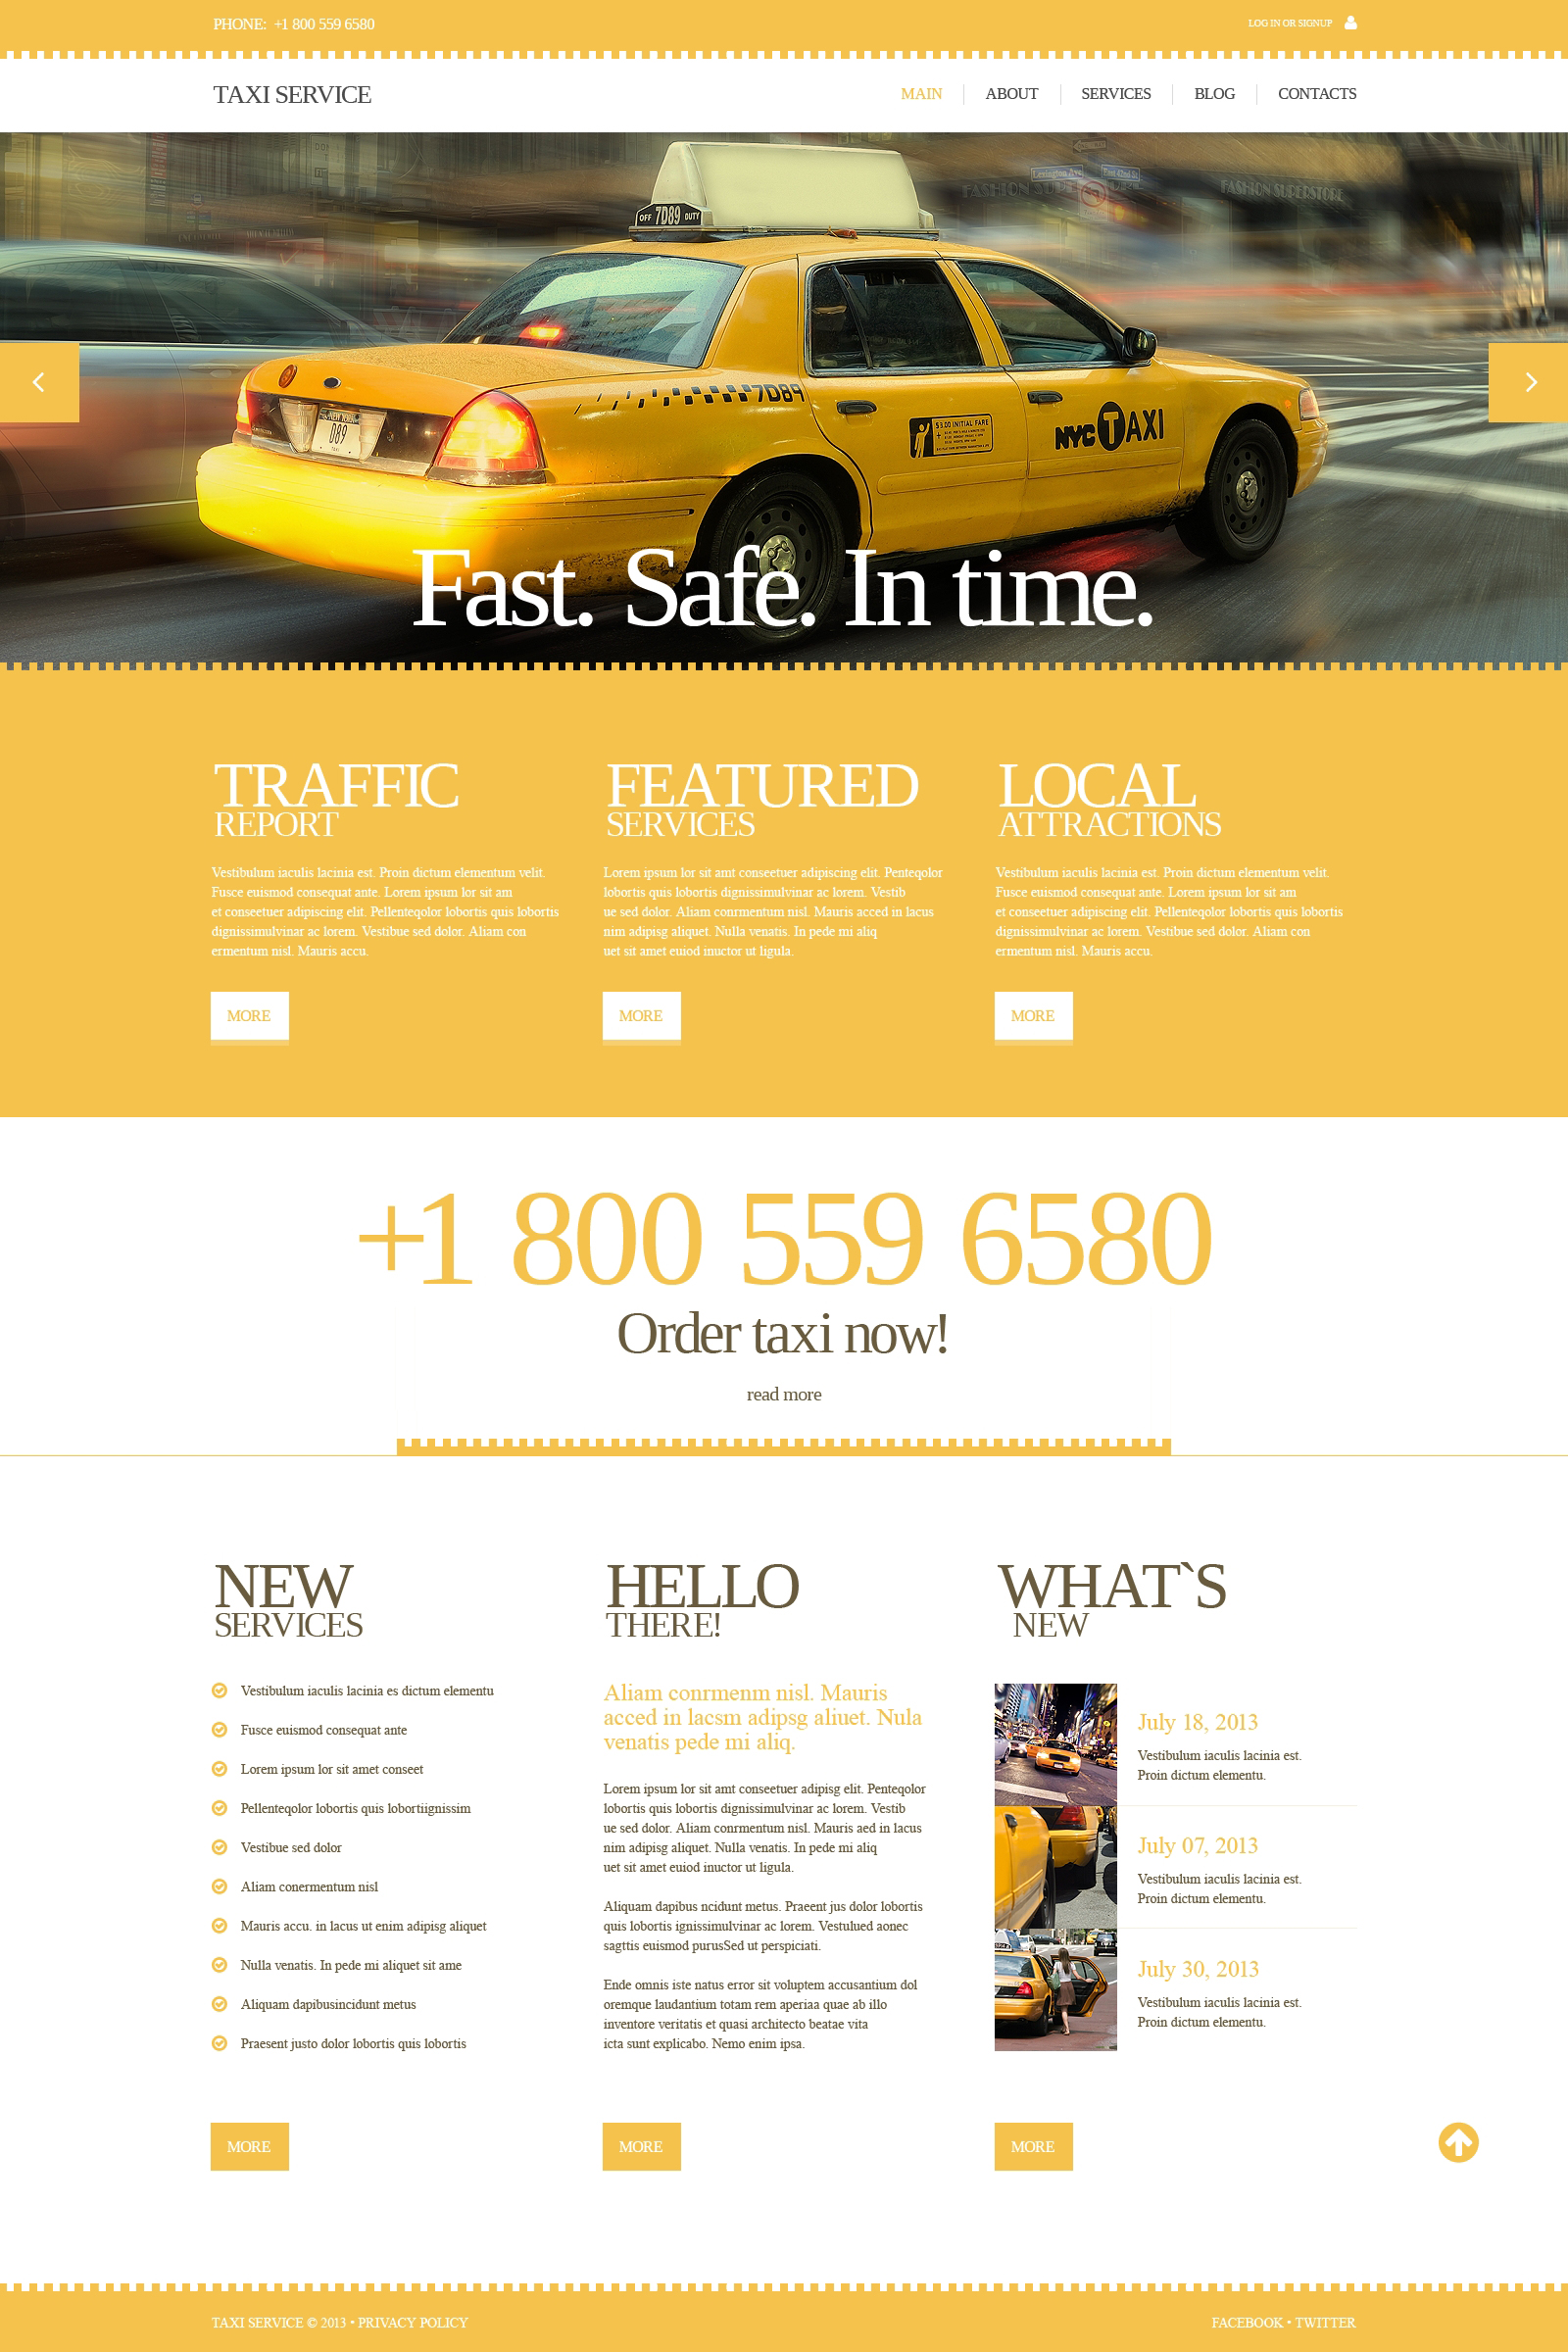 PHONE: +1 800 559 6580
LOG IN OR SIGNUP
TAXI SERVICE
MAIN
ABOUT
SERVICES
BLOG
CONTACTS
FASHION SUPERSTORE
OFF 7D89 DUTY
7D89
NEW YORK
D89
TAXI
$3.00 INITIAL FARE
NYC TAXI
Fast. Safe. In time.
TRAFFIC
REPORT
Vestibulum iaculis lacinia est. Proin dictum elementum velit.
Fusce euismod consequat ante. Lorem ipsum lor sit am
et conseetuer adipiscing elit. Pellenteqolor lobortis quis lobortis
dignissimulvinar ac lorem. Vestibue sed dolor. Aliam con
ermentum nisl. Mauris accu.
MORE
FEATURED
SERVICES
Lorem ipsum lor sit amt conseetuer adipiscing elit. Penteqolor
lobortis quis lobortis dignissimulvinar ac lorem. Vestib
ue sed dolor. Aliam conrmentum nisl. Mauris acced in lacus
nim adipisg aliquet. Nulla venatis. In pede mi aliq
uet sit amet euiod inuctor ut ligula.
MORE
LOCAL
ATTRACTIONS
Vestibulum iaculis lacinia est. Proin dictum elementum velit.
Fusce euismod consequat ante. Lorem ipsum lor sit am
et conseetuer adipiscing elit. Pellenteqolor lobortis quis lobortis
dignissimulvinar ac lorem. Vestibue sed dolor. Aliam con
ermentum nisl. Mauris accu.
MORE
+1 800 559 6580
Order taxi now!
read more
NEW
SERVICES
Vestibulum iaculis lacinia es dictum elementu
Fusce euismod consequat ante
Lorem ipsum lor sit amet conseet
Pellenteqolor lobortis quis lobortiignissim
Vestibue sed dolor
Aliam conermentum nisl
Mauris accu. in lacus ut enim adipisg aliquet
Nulla venatis. In pede mi aliquet sit ame
Aliquam dapibusincidunt metus
Praesent justo dolor lobortis quis lobortis
MORE
HELLO
THERE!
Aliam conrmenm nisl. Mauris
acced in lacsm adipsg aliuet. Nula
venatis pede mi aliq.
Lorem ipsum lor sit amt conseetuer adipisg elit. Penteqolor
lobortis quis lobortis dignissimulvinar ac lorem. Vestib
ue sed dolor. Aliam conrmentum nisl. Mauris aed in lacus
nim adipisg aliquet. Nulla venatis. In pede mi aliq
uet sit amet euiod inuctor ut ligula.
Aliquam dapibus ncidunt metus. Praeent jus dolor lobortis
quis lobortis ignissimulvinar ac lorem. Vestulued aonec
sagttis euismod purusSed ut perspiciati.
Ende omnis iste natus error sit voluptem accusantium dol
oremque laudantium totam rem aperiaa quae ab illo
inventore veritatis et quasi architecto beatae vita
icta sunt explicabo. Nemo enim ipsa.
MORE
WHAT`S
NEW
July 18, 2013
Vestibulum iaculis lacinia est.
Proin dictum elementu.
July 07, 2013
Vestibulum iaculis lacinia est.
Proin dictum elementu.
July 30, 2013
Vestibulum iaculis lacinia est.
Proin dictum elementu.
MORE
TAXI SERVICE © 2013 • PRIVACY POLICY
FACEBOOK • TWITTER